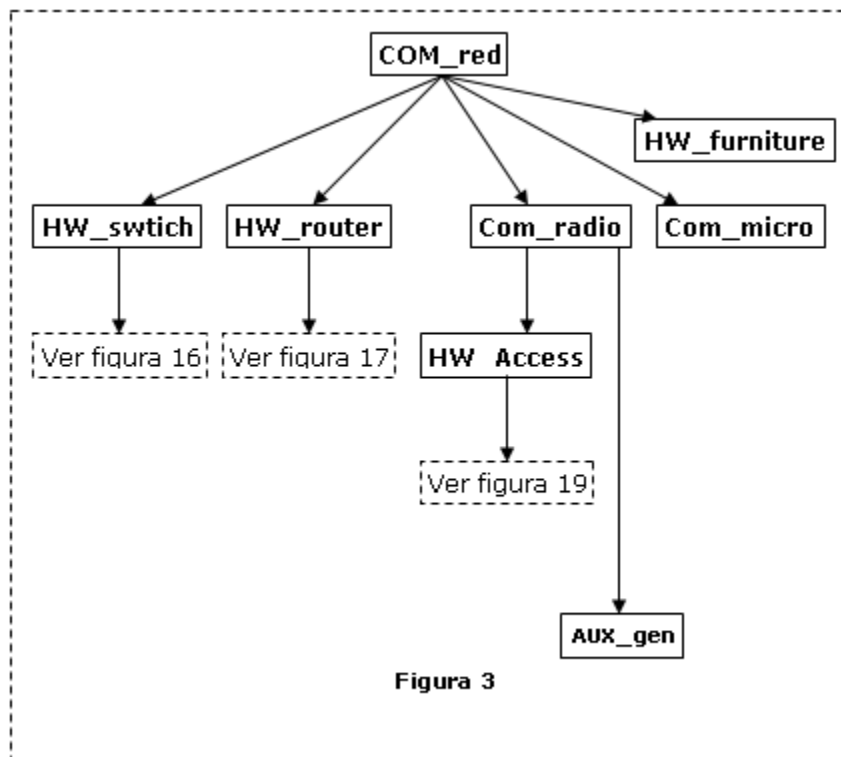 COM_red
HW_furniture
HW_swtich
HW_router
Com_radio
Com_micro
Ver figura 16
Ver figura 17
HW Access
Ver figura 19
AUX_gen
Figura 3